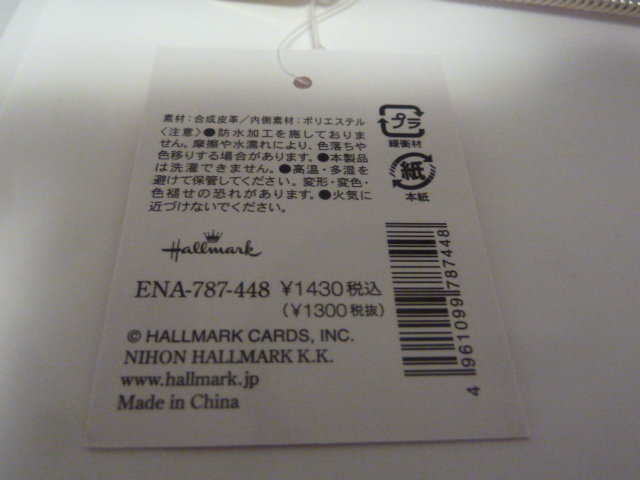 素材：合成皮革／内側素材：ポリエステル
〈注意〉●防水加工を施しておりま
せん。摩擦や水濡れにより、色落ちや
色移りする場合があります。●本製品
は洗濯できません。●高温・多湿を
避けて保管してください。変形・変色・
色褪せの恐れがあります。●火気に
近づけないでください。
プラ
緩衝材
紙
本紙
Hallmark
ENA-787-448 ¥1430税込
(¥1300税抜)
© HALLMARK CARDS, INC.
NIHON HALLMARK K.K.
www.hallmark.jp
Made in China
4961099787448